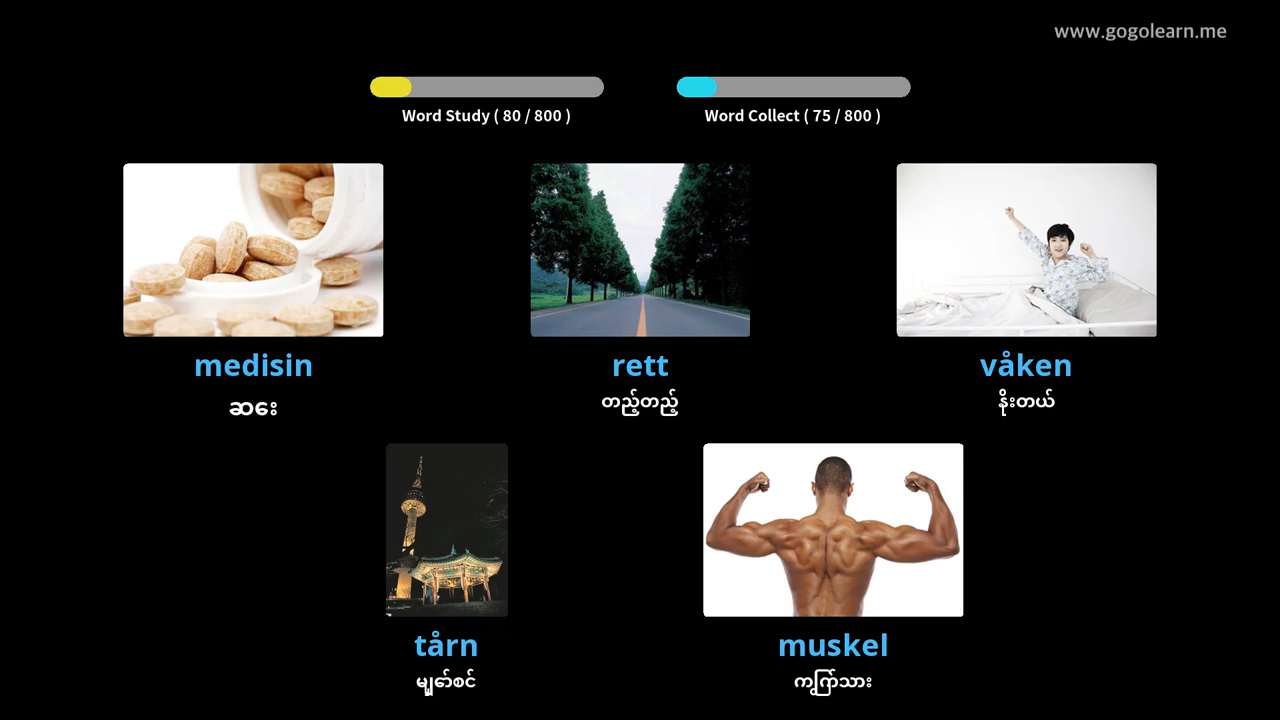 www.gogolearn.me
Word Study ( 80 / 800 )
Word Collect ( 75 / 800 )
medisin
ဆေး
rett
တည့်တည့်
våken
နိုးတယ်
tårn
မျှော်စင်
muskel
ကြွက်သား